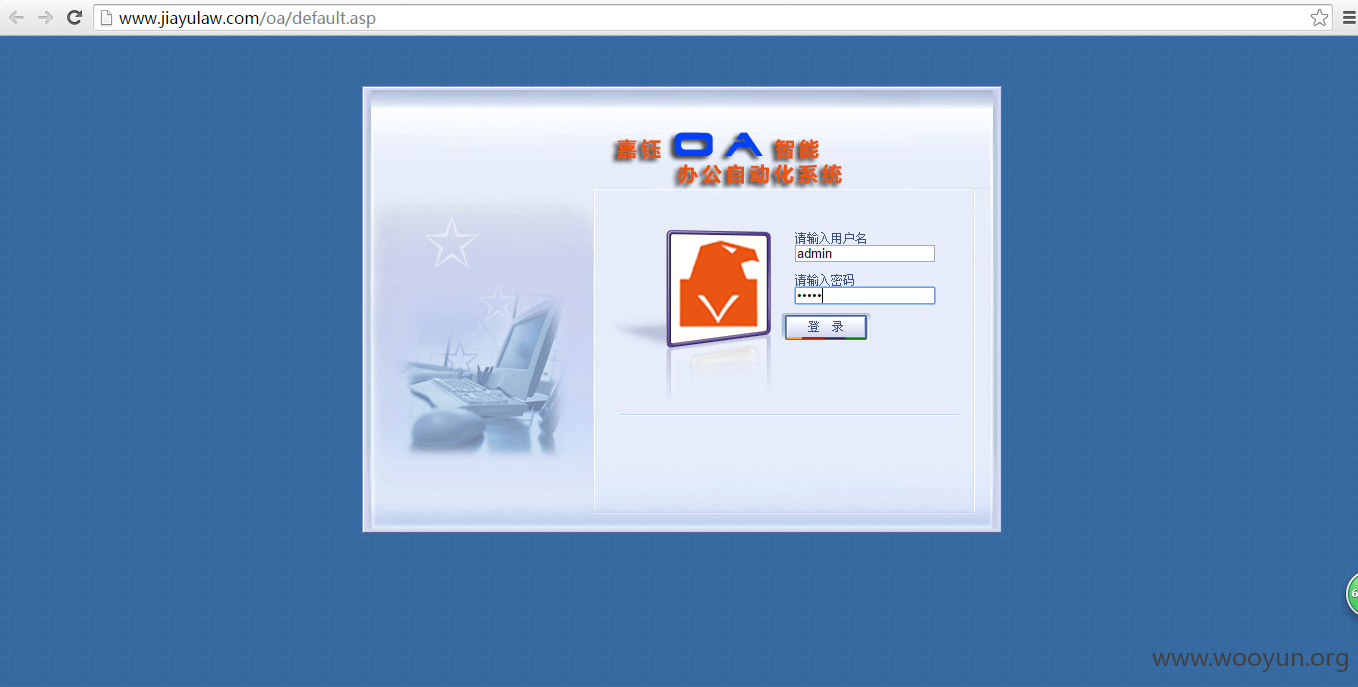 www.jiayulaw.com/oa/default.asp
嘉钰 OA 智能
办公自动化系统
请输入用户名
admin
请输入密码
•••••
登 录
6
www.wooyun.org